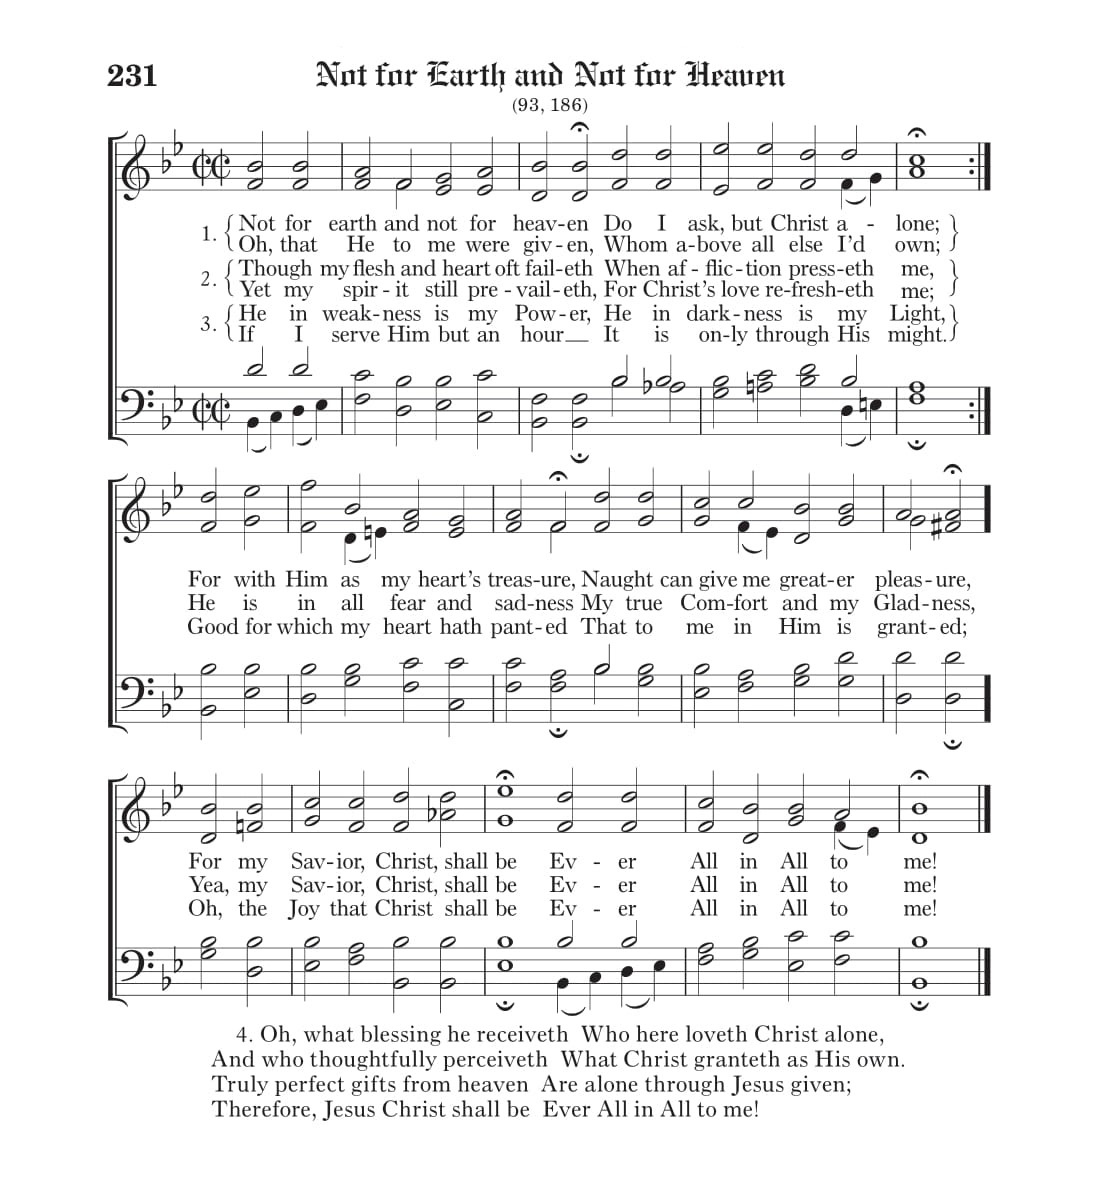 231 Not for Earth and Not for Heaven
(93, 186)
1. Not for earth and not for heav-en Do I ask, but Christ a - lone;
Oh, that He to me were giv-en, Whom a-bove all else I'd own;
2. Though my flesh and heart oft fail-eth When af-flic-tion press-eth me,
Yet my spir-it still pre-vail-eth, For Christ's love re-fresh-eth me;
3. He in weak-ness is my Pow-er, He in dark-ness is my Light,
If I serve Him but an hour It is on-ly through His might.
For with Him as my heart's treas-ure, Naught can give me great-er pleas-ure,
He is in all fear and sad-ness My true Com-fort and my Glad-ness,
Good for which my heart hath pant-ed That to me in Him is grant-ed;
For my Sav-ior, Christ, shall be Ev - er All in All to me!
Yea, my Sav-ior, Christ, shall be Ev - er All in All to me!
Oh, the Joy that Christ shall be Ev - er All in All to me!
4. Oh, what blessing he receiveth Who here loveth Christ alone,
And who thoughtfully perceiveth What Christ granteth as His own.
Truly perfect gifts from heaven Are alone through Jesus given;
Therefore, Jesus Christ shall be Ever All in All to me!